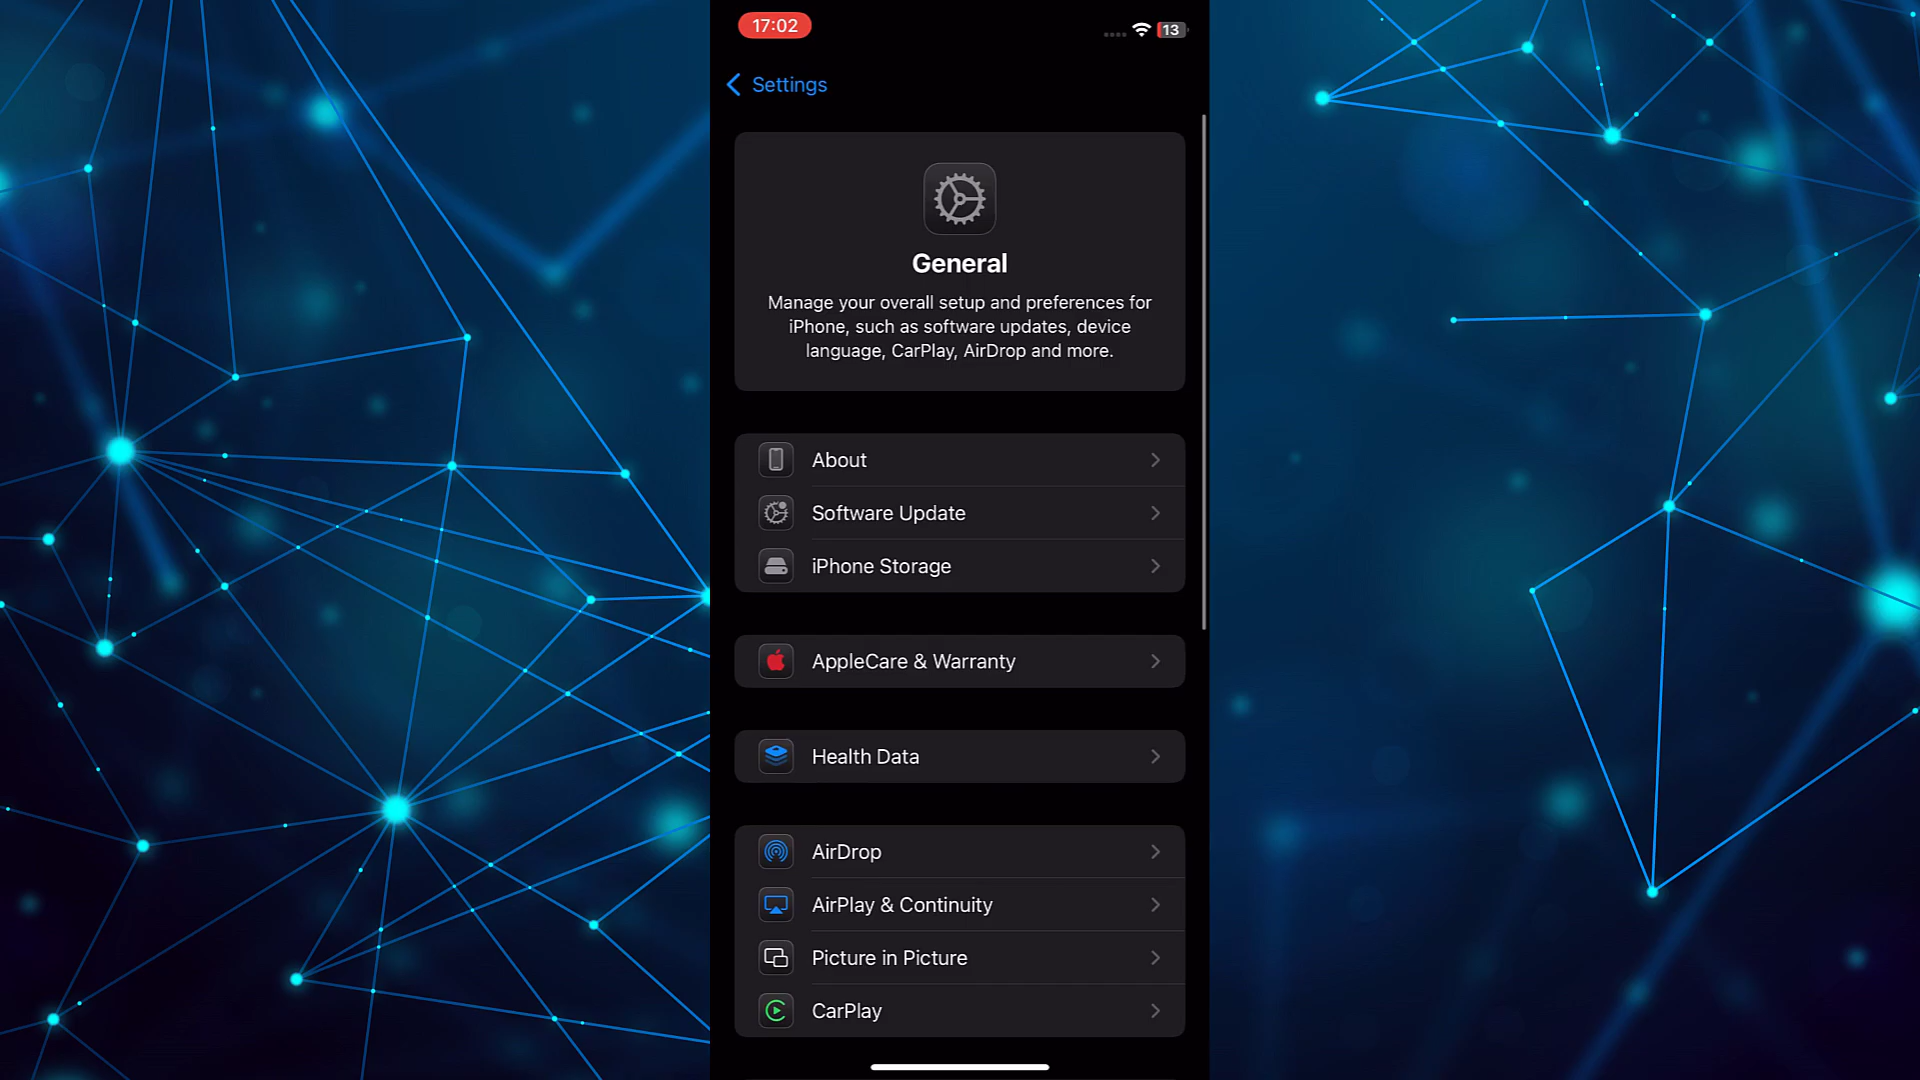 17:02
13
Settings
General
Manage your overall setup and preferences for
iPhone, such as software updates, device
language, CarPlay, AirDrop and more.
About
Software Update
iPhone Storage
AppleCare & Warranty
Health Data
AirDrop
AirPlay & Continuity
Picture in Picture
CarPlay